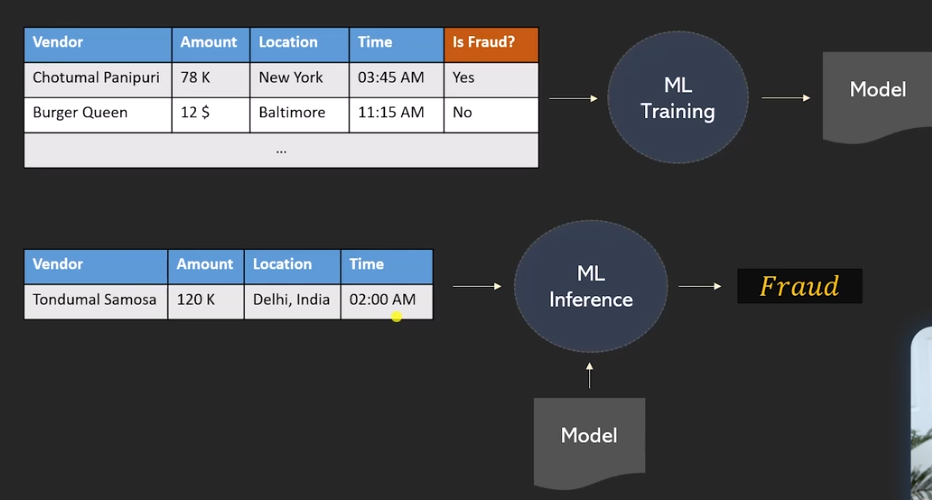 Vendor Amount Location Time Is Fraud?
Chotumal Panipuri 78 K New York 03:45 AM Yes
Burger Queen 12 $ Baltimore 11:15 AM No
...
ML
Training
Model
Vendor Amount Location Time
Tondumal Samosa 120 K Delhi, India 02:00 AM
ML
Inference
Fraud
Model